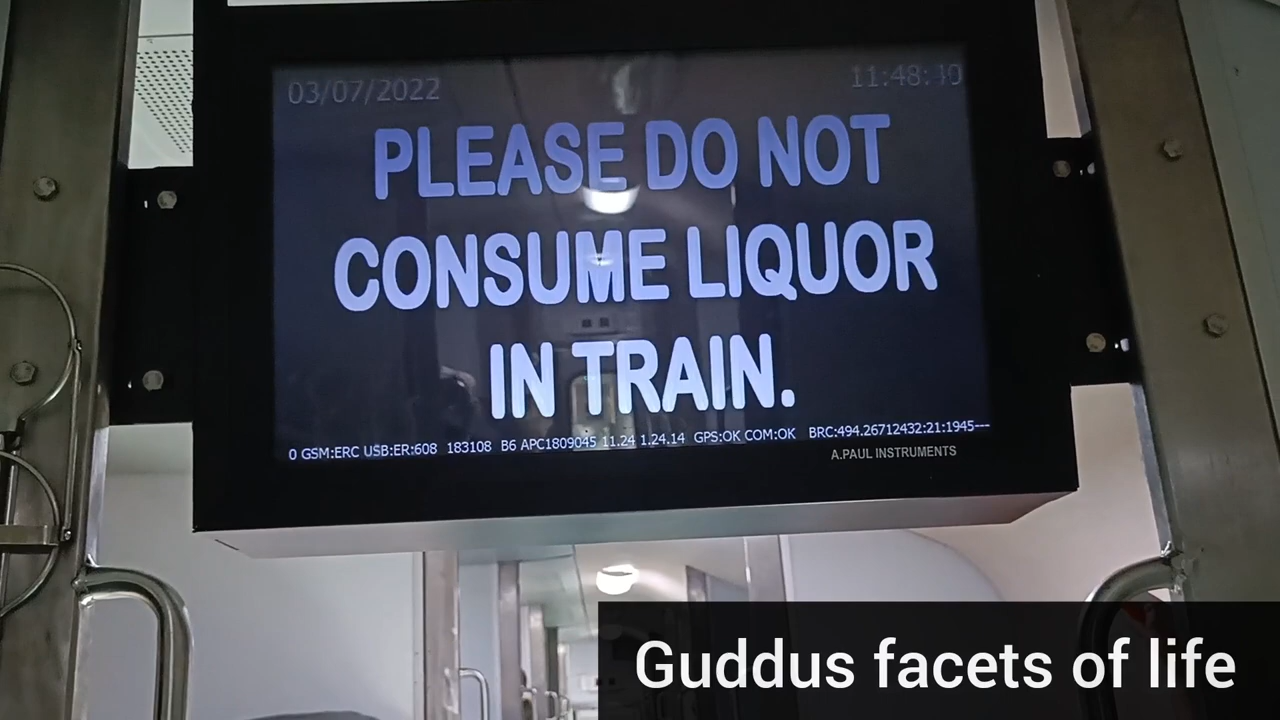 03/07/2022 11:48:40
PLEASE DO NOT
CONSUME LIQUOR
IN TRAIN.
0 GSM:ERC USB:ER:608 183108 B6 APC1809045 11.24 1.24.14 GPS:OK COM:OK BRC:494.26712432:21:1945---
A.PAUL INSTRUMENTS
Guddus facets of life